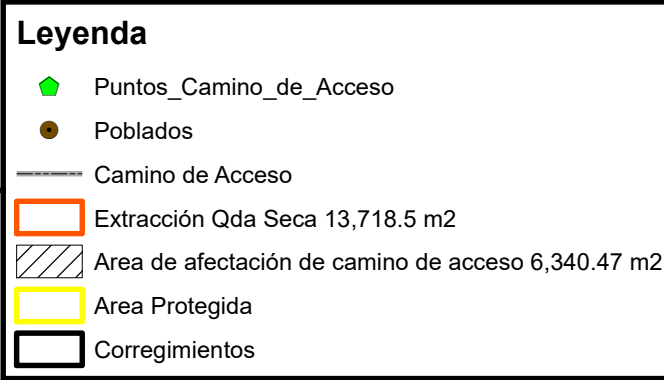 Leyenda
Puntos_Camino_de_Acceso
Poblados
Camino de Acceso
Extracción Qda Seca 13,718.5 m2
Area de afectación de camino de acceso 6,340.47 m2
Area Protegida
Corregimientos